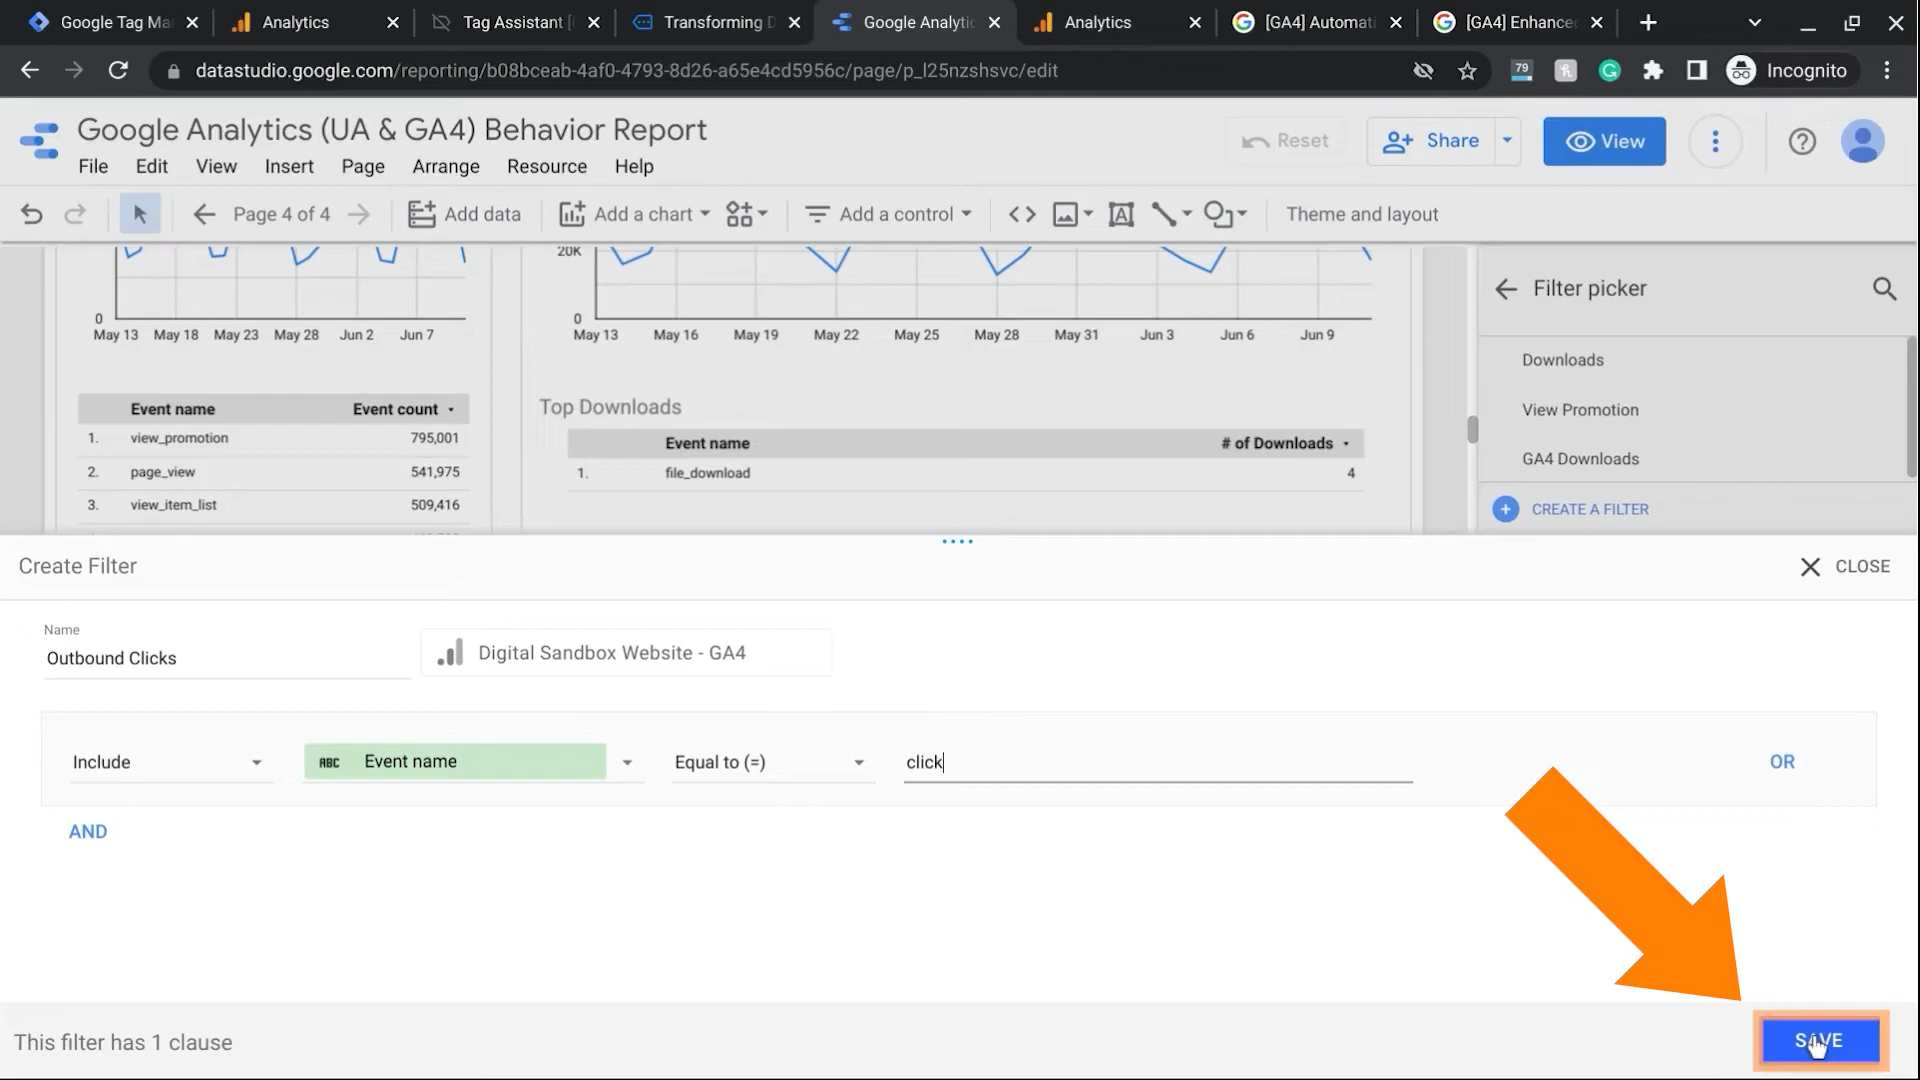 Google Tag Ma
Analytics
Tag Assistant [
Transforming D
Google Analytic
Analytics
[GA4] Automati
[GA4] Enhance
datastudio.google.com/reporting/b08bceab-4af0-4793-8d26-a65e4cd5956c/page/p_l25nzshsvc/edit
79
Incognito
Google Analytics (UA & GA4) Behavior Report
Reset
Share
View
File Edit View Insert Page Arrange Resource Help
Page 4 of 4
Add data
Add a chart
Add a control
Theme and layout
0
May 13 May 18 May 23 May 28 Jun 2 Jun 7
20K
0
May 13 May 16 May 19 May 22 May 25 May 28 May 31 Jun 3 Jun 6 Jun 9
Event name Event count
1. view_promotion 795,001
2. page_view 541,975
3. view_item_list 509,416
Top Downloads
Event name # of Downloads
1. file_download 4
Filter picker
Downloads
View Promotion
GA4 Downloads
CREATE A FILTER
Create Filter
CLOSE
Name
Outbound Clicks
Digital Sandbox Website - GA4
Include
ABC Event name
Equal to (=)
click
OR
AND
This filter has 1 clause
SAVE